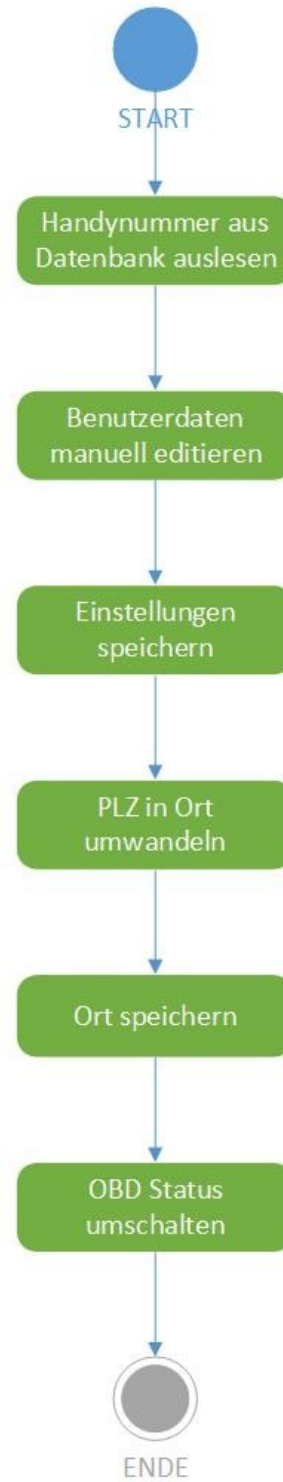 START
Handynummer aus
Datenbank auslesen
Benutzerdaten
manuell editieren
Einstellungen
speichern
PLZ in Ort
umwandeln
Ort speichern
OBD Status
umschalten
ENDE